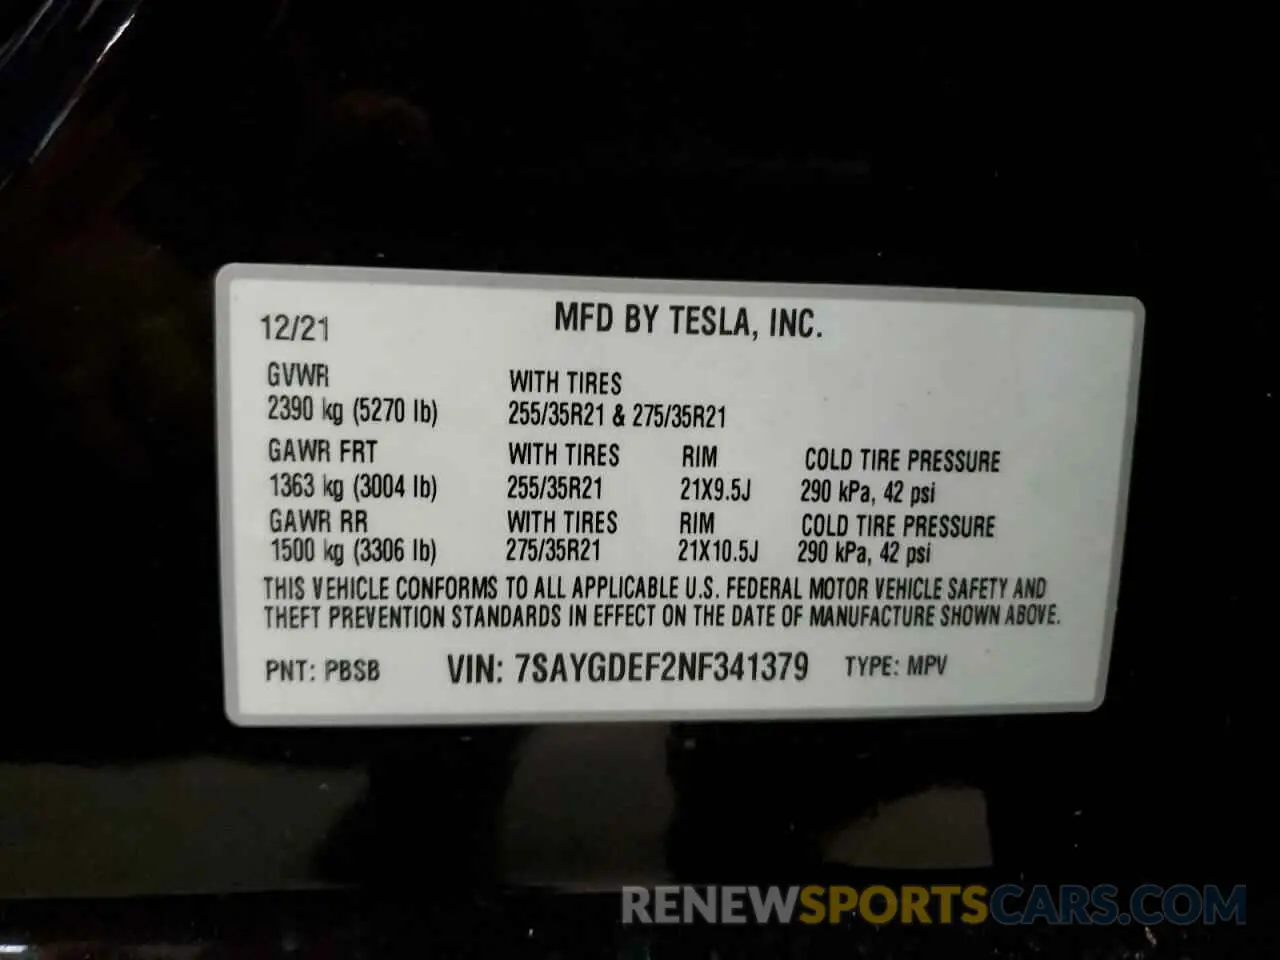 12/21 MFD BY TESLA, INC.
GVWR WITH TIRES
2390 kg (5270 lb) 255/35R21 & 275/35R21
GAWR FRT WITH TIRES RIM COLD TIRE PRESSURE
1363 kg (3004 lb) 255/35R21 21X9.5J 290 kPa, 42 psi
GAWR RR WITH TIRES RIM COLD TIRE PRESSURE
1500 kg (3306 lb) 275/35R21 21X10.5J 290 kPa, 42 psi
THIS VEHICLE CONFORMS TO ALL APPLICABLE U.S. FEDERAL MOTOR VEHICLE SAFETY AND
THEFT PREVENTION STANDARDS IN EFFECT ON THE DATE OF MANUFACTURE SHOWN ABOVE.
PNT: PBSB VIN: 7SAYGDEF2NF341379 TYPE: MPV
RENEWSPORTSCARS.COM